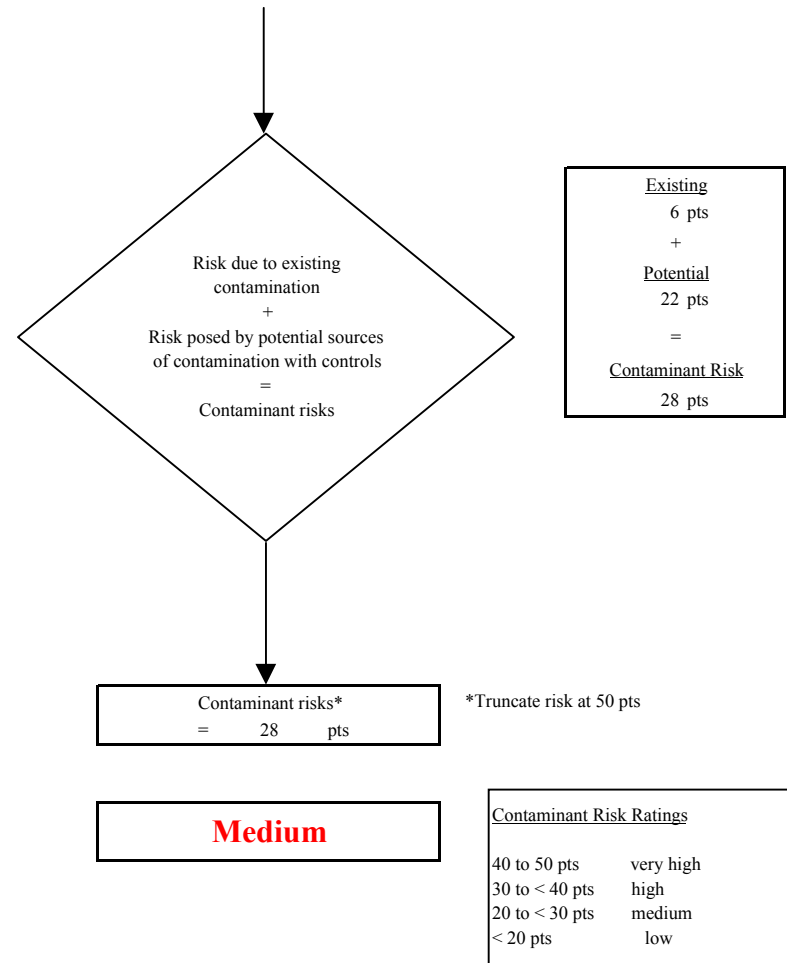 Risk due to existing
contamination
+
Risk posed by potential sources
of contamination with controls
=
Contaminant risks
Existing
6 pts
+
Potential
22 pts
=
Contaminant Risk
28 pts
Contaminant risks*
= 28 pts
*Truncate risk at 50 pts
Medium
Contaminant Risk Ratings
40 to 50 pts very high
30 to < 40 pts high
20 to < 30 pts medium
< 20 pts low